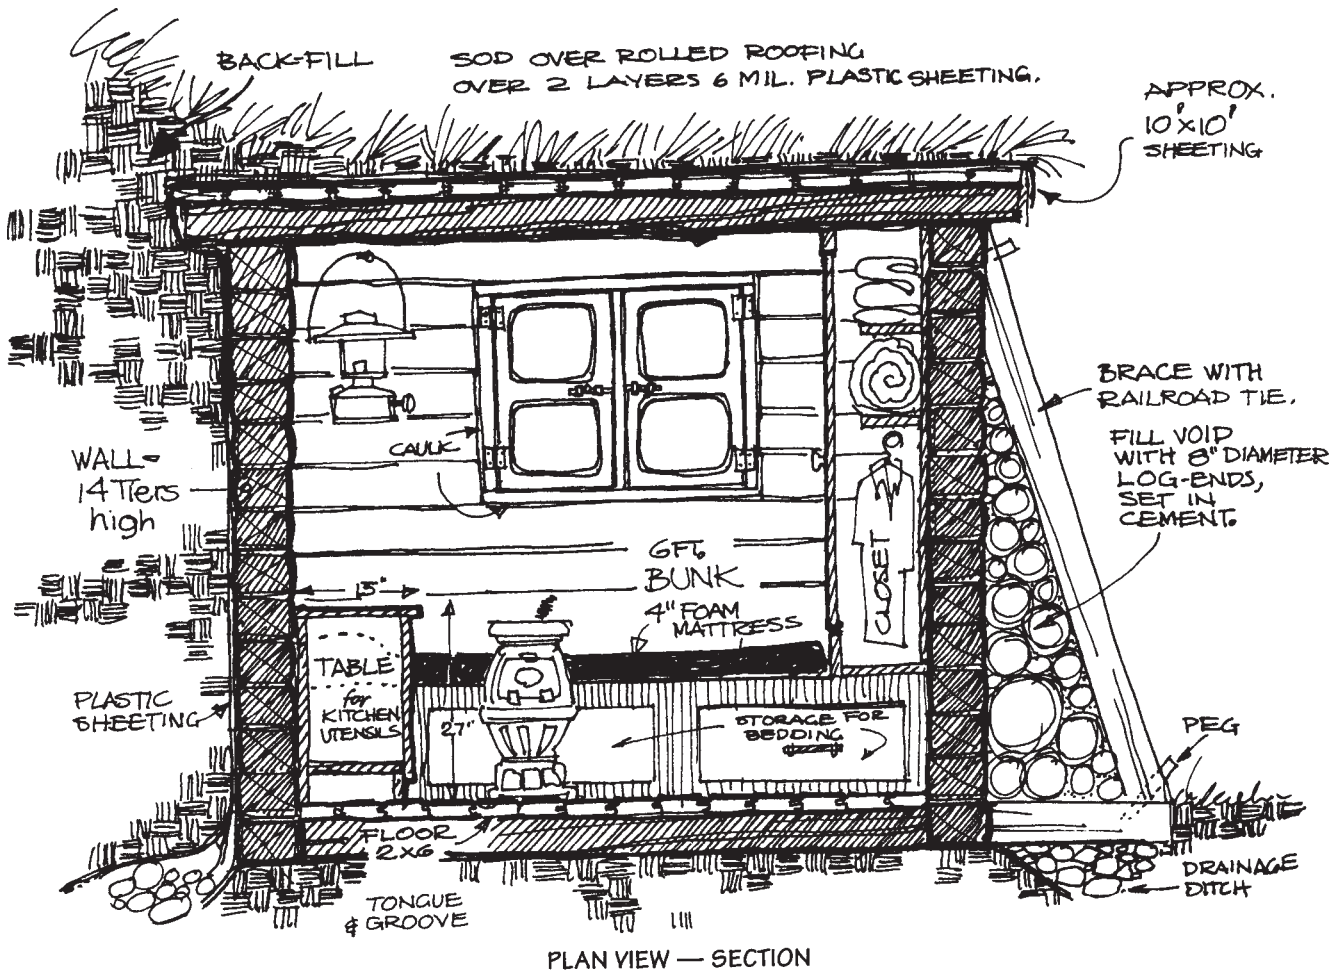 BACK-FILL
SOD OVER ROLLED ROOFING
OVER 2 LAYERS 6 MIL. PLASTIC SHEETING.
APPROX.
10'x10'
SHEETING
BRACE WITH
RAILROAD TIE.
FILL VOID
WITH 8" DIAMETER
LOG-ENDS,
SET IN
CEMENT.
CAULK
WALL-
14 Tiers
high
6 FT.
BUNK
4" FOAM
MATTRESS
CLOSET
15"
TABLE
for
KITCHEN
UTENSILS
27"
STORAGE FOR
BEDDING
PLASTIC
SHEETING
PEG
FLOOR
2x6
TONGUE
& GROOVE
DRAINAGE
DITCH
PLAN VIEW — SECTION